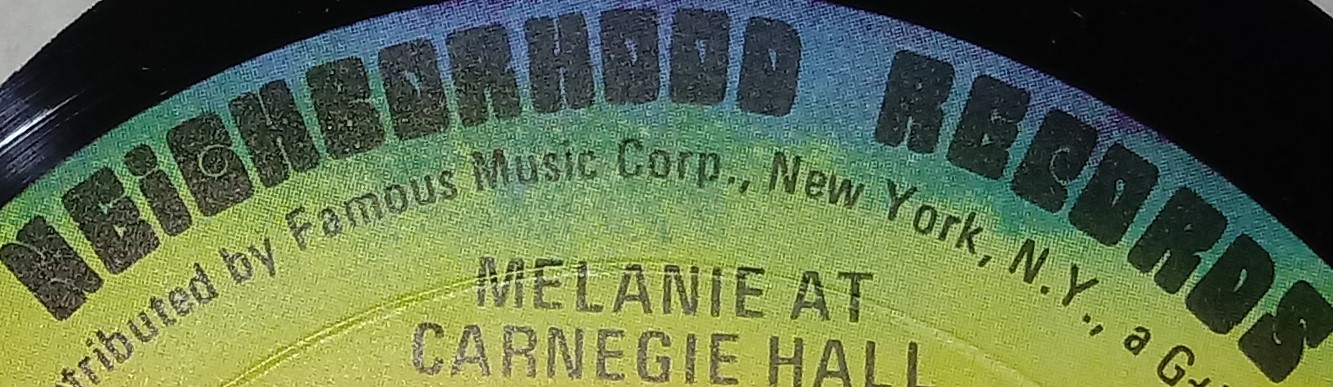 NEIGHBORHOOD RECORDS
tributed by Famous Music Corp., New York, N.Y., a G+
MELANIE AT
CARNEGIE HALL